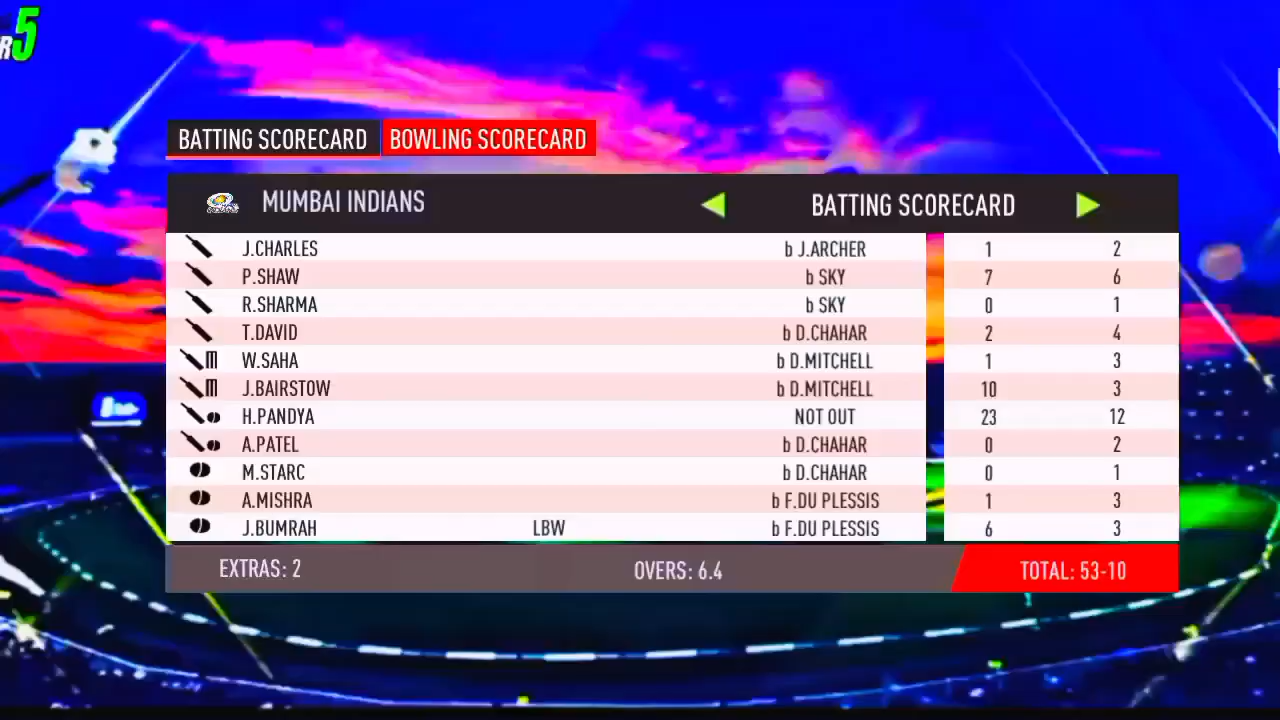 R5
BATTING SCORECARD BOWLING SCORECARD
MUMBAI INDIANS BATTING SCORECARD
J.CHARLES b J.ARCHER 1 2
P.SHAW b SKY 7 6
R.SHARMA b SKY 0 1
T.DAVID b D.CHAHAR 2 4
W.SAHA b D.MITCHELL 1 3
J.BAIRSTOW b D.MITCHELL 10 3
H.PANDYA NOT OUT 23 12
A.PATEL b D.CHAHAR 0 2
M.STARC b D.CHAHAR 0 1
A.MISHRA b F.DU PLESSIS 1 3
J.BUMRAH LBW b F.DU PLESSIS 6 3
EXTRAS: 2 OVERS: 6.4 TOTAL: 53-10